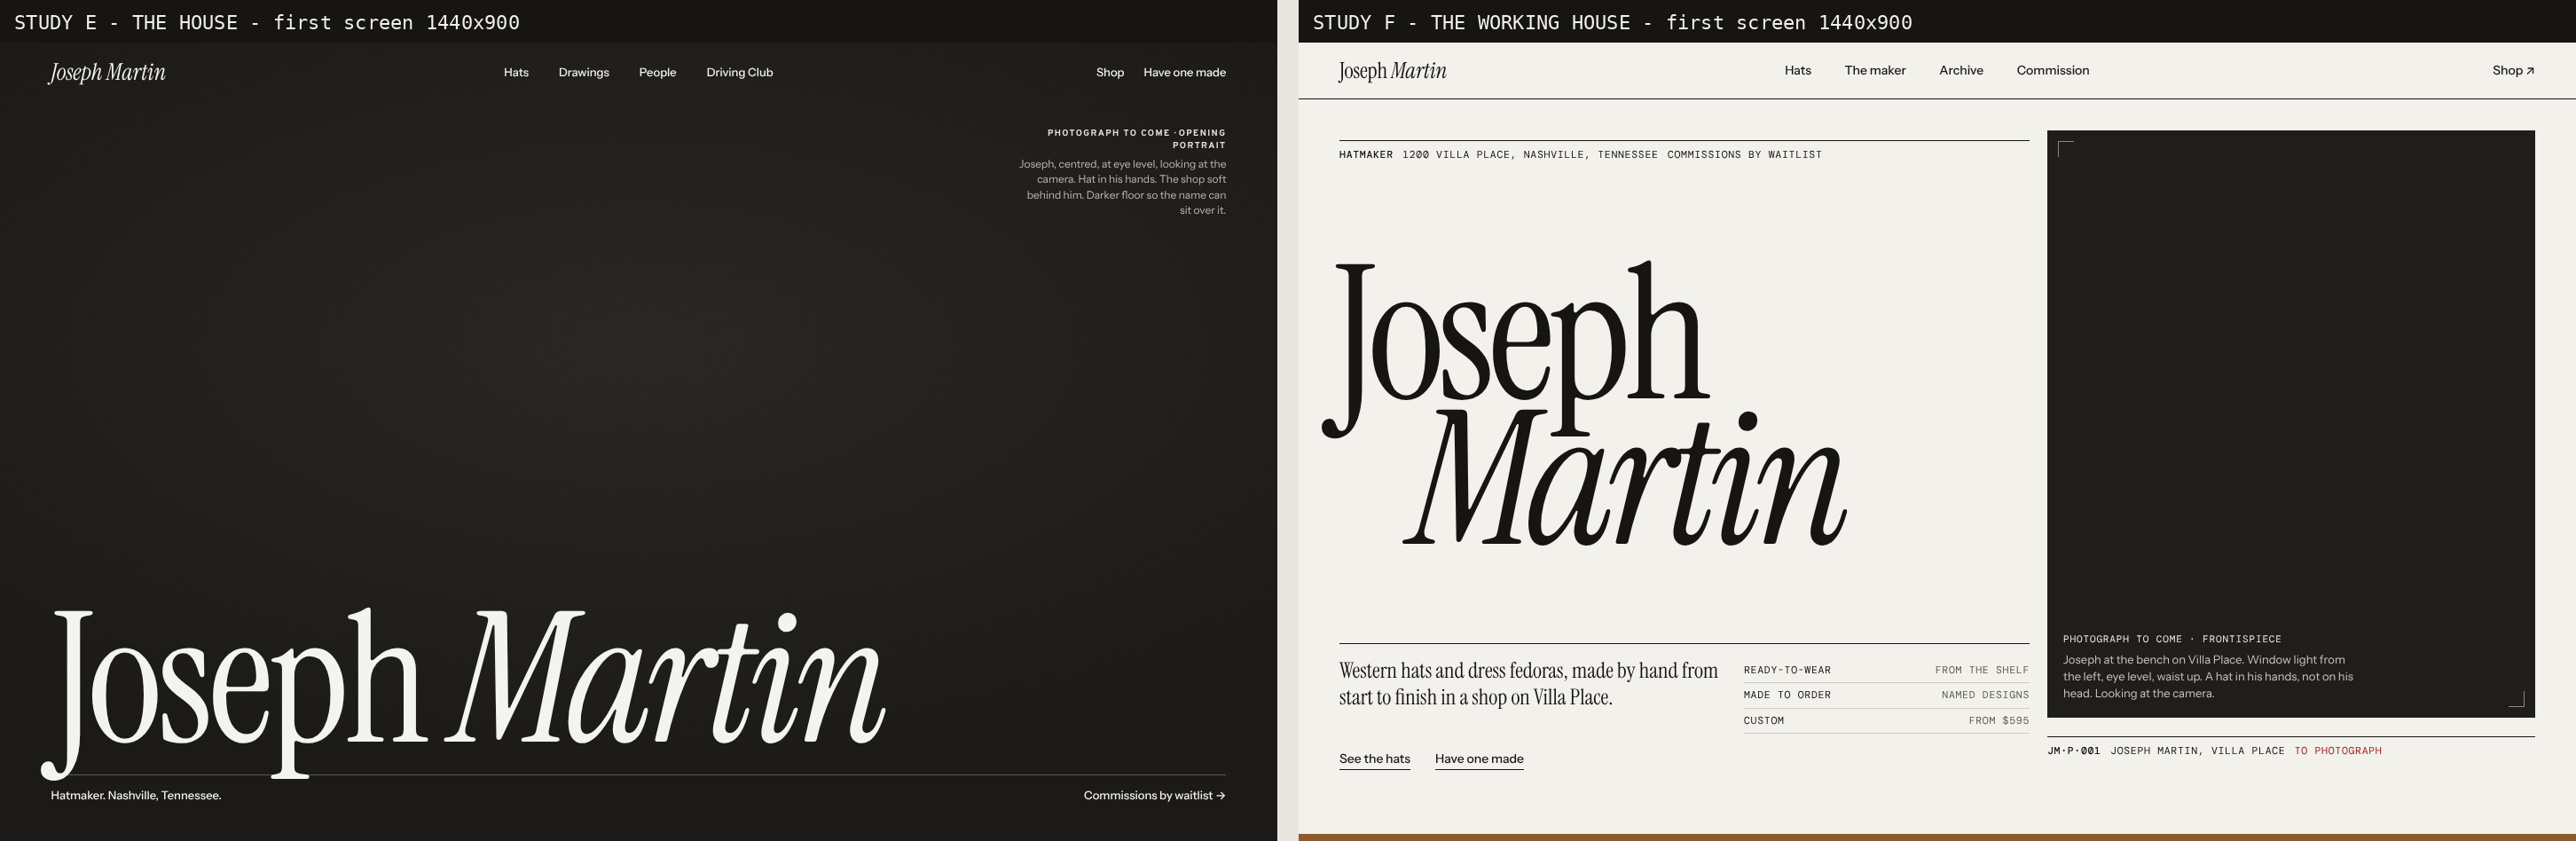 STUDY E - THE HOUSE - first screen 1440x900
Joseph Martin
Hats Drawings People Driving Club
Shop Have one made
PHOTOGRAPH TO COME · OPENING
PORTRAIT
Joseph, centred, at eye level, looking at the
camera. Hat in his hands. The shop soft
behind him. Darker floor so the name can
sit over it.
Joseph Martin
Hatmaker. Nashville, Tennessee.
Commissions by waitlist →
STUDY F - THE WORKING HOUSE - first screen 1440x900
Joseph Martin
Hats The maker Archive Commission
Shop ↗
HATMAKER 1200 VILLA PLACE, NASHVILLE, TENNESSEE COMMISSIONS BY WAITLIST
Joseph
Martin
Western hats and dress fedoras, made by hand from
start to finish in a shop on Villa Place.
See the hats Have one made
READY-TO-WEAR FROM THE SHELF
MADE TO ORDER NAMED DESIGNS
CUSTOM FROM $595
PHOTOGRAPH TO COME · FRONTISPIECE
Joseph at the bench on Villa Place. Window light from
the left, eye level, waist up. A hat in his hands, not on his
head. Looking at the camera.
JM·P·001 JOSEPH MARTIN, VILLA PLACE TO PHOTOGRAPH